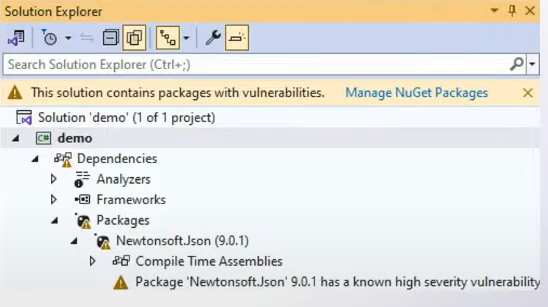 Solution Explorer
Search Solution Explorer (Ctrl+;)
This solution contains packages with vulnerabilities. Manage NuGet Packages
Solution 'demo' (1 of 1 project)
C# demo
Dependencies
Analyzers
Frameworks
Packages
Newtonsoft.Json (9.0.1)
Compile Time Assemblies
Package 'Newtonsoft.Json' 9.0.1 has a known high severity vulnerability